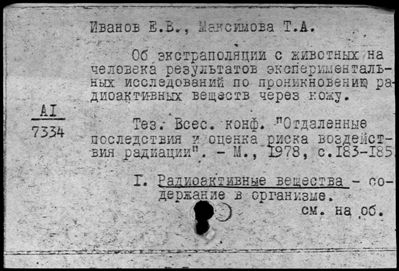 Иванов Е.В., Максимова Т.А.
Об экстраполяции с животных на
человека результатов эксперименталь-
ных исследований по проникновению ра-
диоактивных веществ через кожу.
АI
7334
Тез. Всес. конф. "Отдаленные
последствия и оценка риска воздейст-
вия радиации". - М., 1978, с.183-185
I. Радиоактивные вещества - со-
держание в организме.
см. на об.